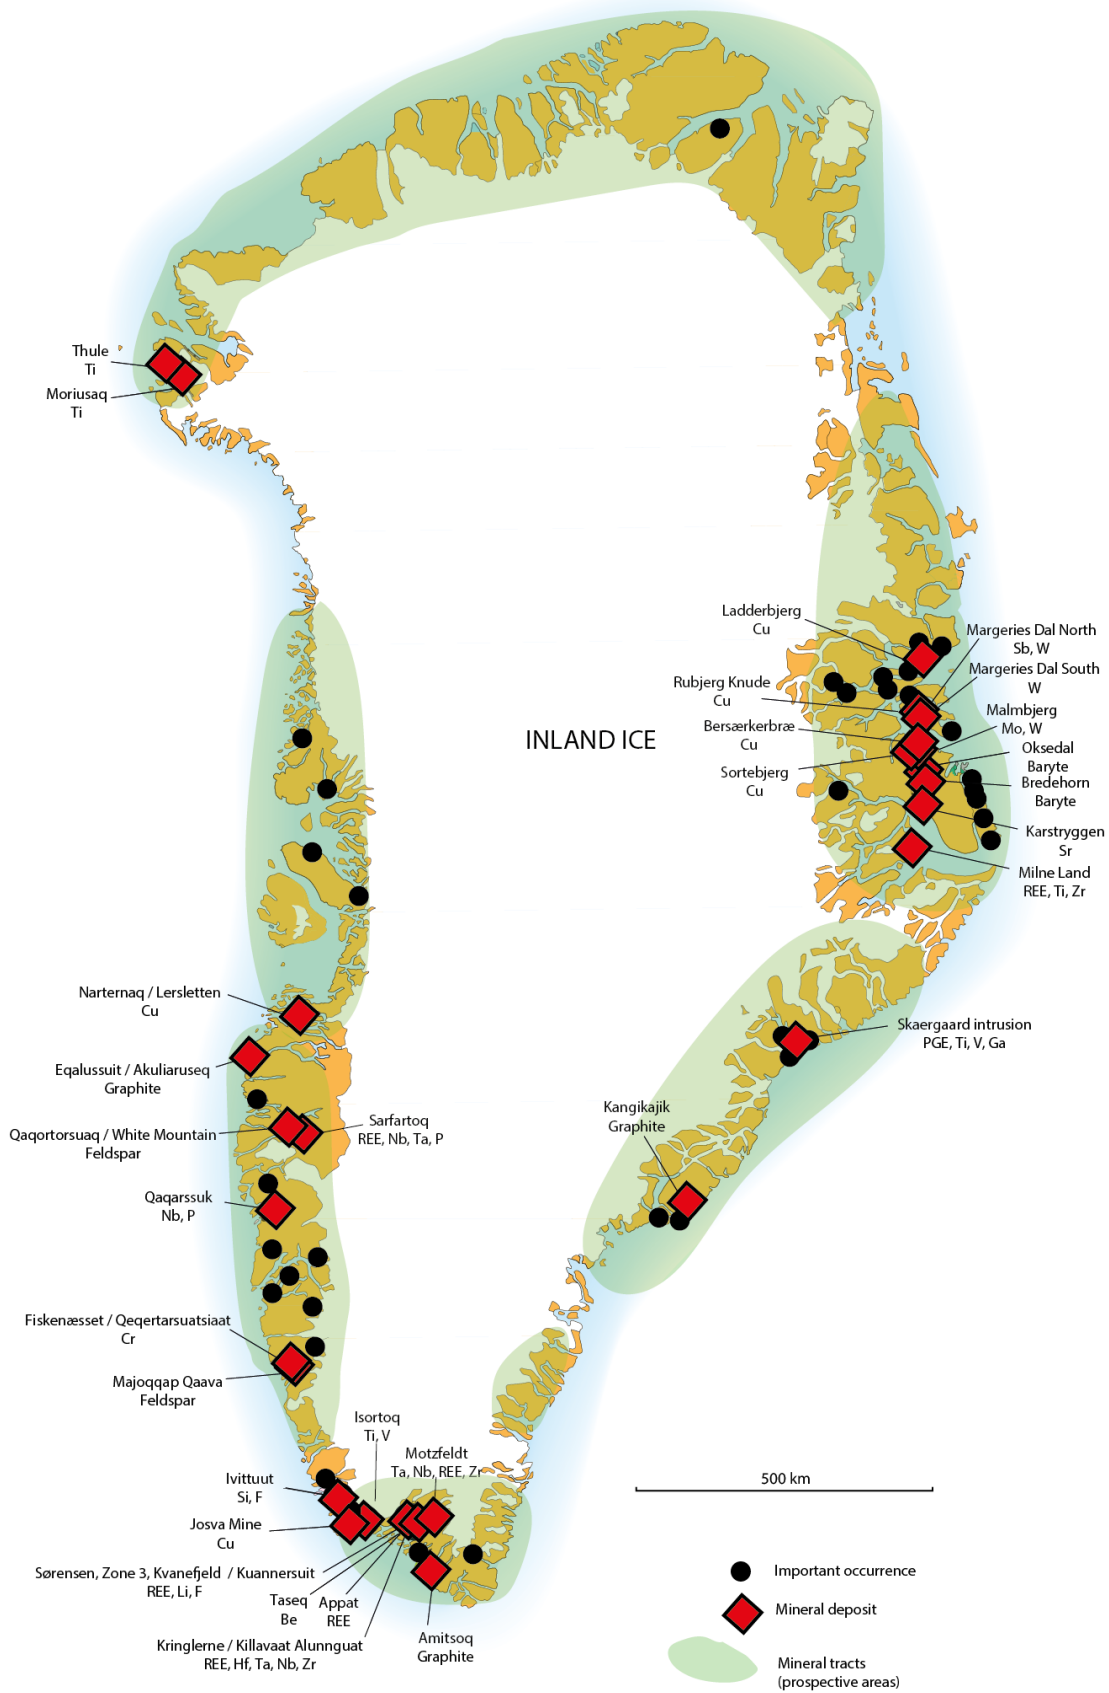 Thule
Ti
Moriusaq
Ti
Ladderbjerg
Cu
Margeries Dal North
Sb, W
Margeries Dal South
W
Rubjerg Knude
Cu
Malmbjerg
Mo, W
Bersærkerbræ
Cu
INLAND ICE
Oksedal
Baryte
Sortebjerg
Cu
Bredehorn
Baryte
Karstryggen
Sr
Milne Land
REE, Ti, Zr
Narternaq / Lersletten
Cu
Skaergaard intrusion
PGE, Ti, V, Ga
Eqalussuit / Akuliaruseq
Graphite
Kangikajik
Graphite
Sarfartoq
REE, Nb, Ta, P
Qaqortorsuaq / White Mountain
Feldspar
Qaqarssuk
Nb, P
Fiskenæsset / Qeqertarsuatsiaat
Cr
Majoqqap Qaava
Feldspar
Isortoq
Ti, V
Motzfeldt
Ta, Nb, REE, Zr
Ivittuut
Si, F
500 km
Josva Mine
Cu
Sørensen, Zone 3, Kvanefjeld / Kuannersuit
REE, Li, F
Taseq
Be
Appat
REE
Kringlerne / Killavaat Alunnguat
REE, Hf, Ta, Nb, Zr
Amitsoq
Graphite
Important occurrence
Mineral deposit
Mineral tracts
(prospective areas)